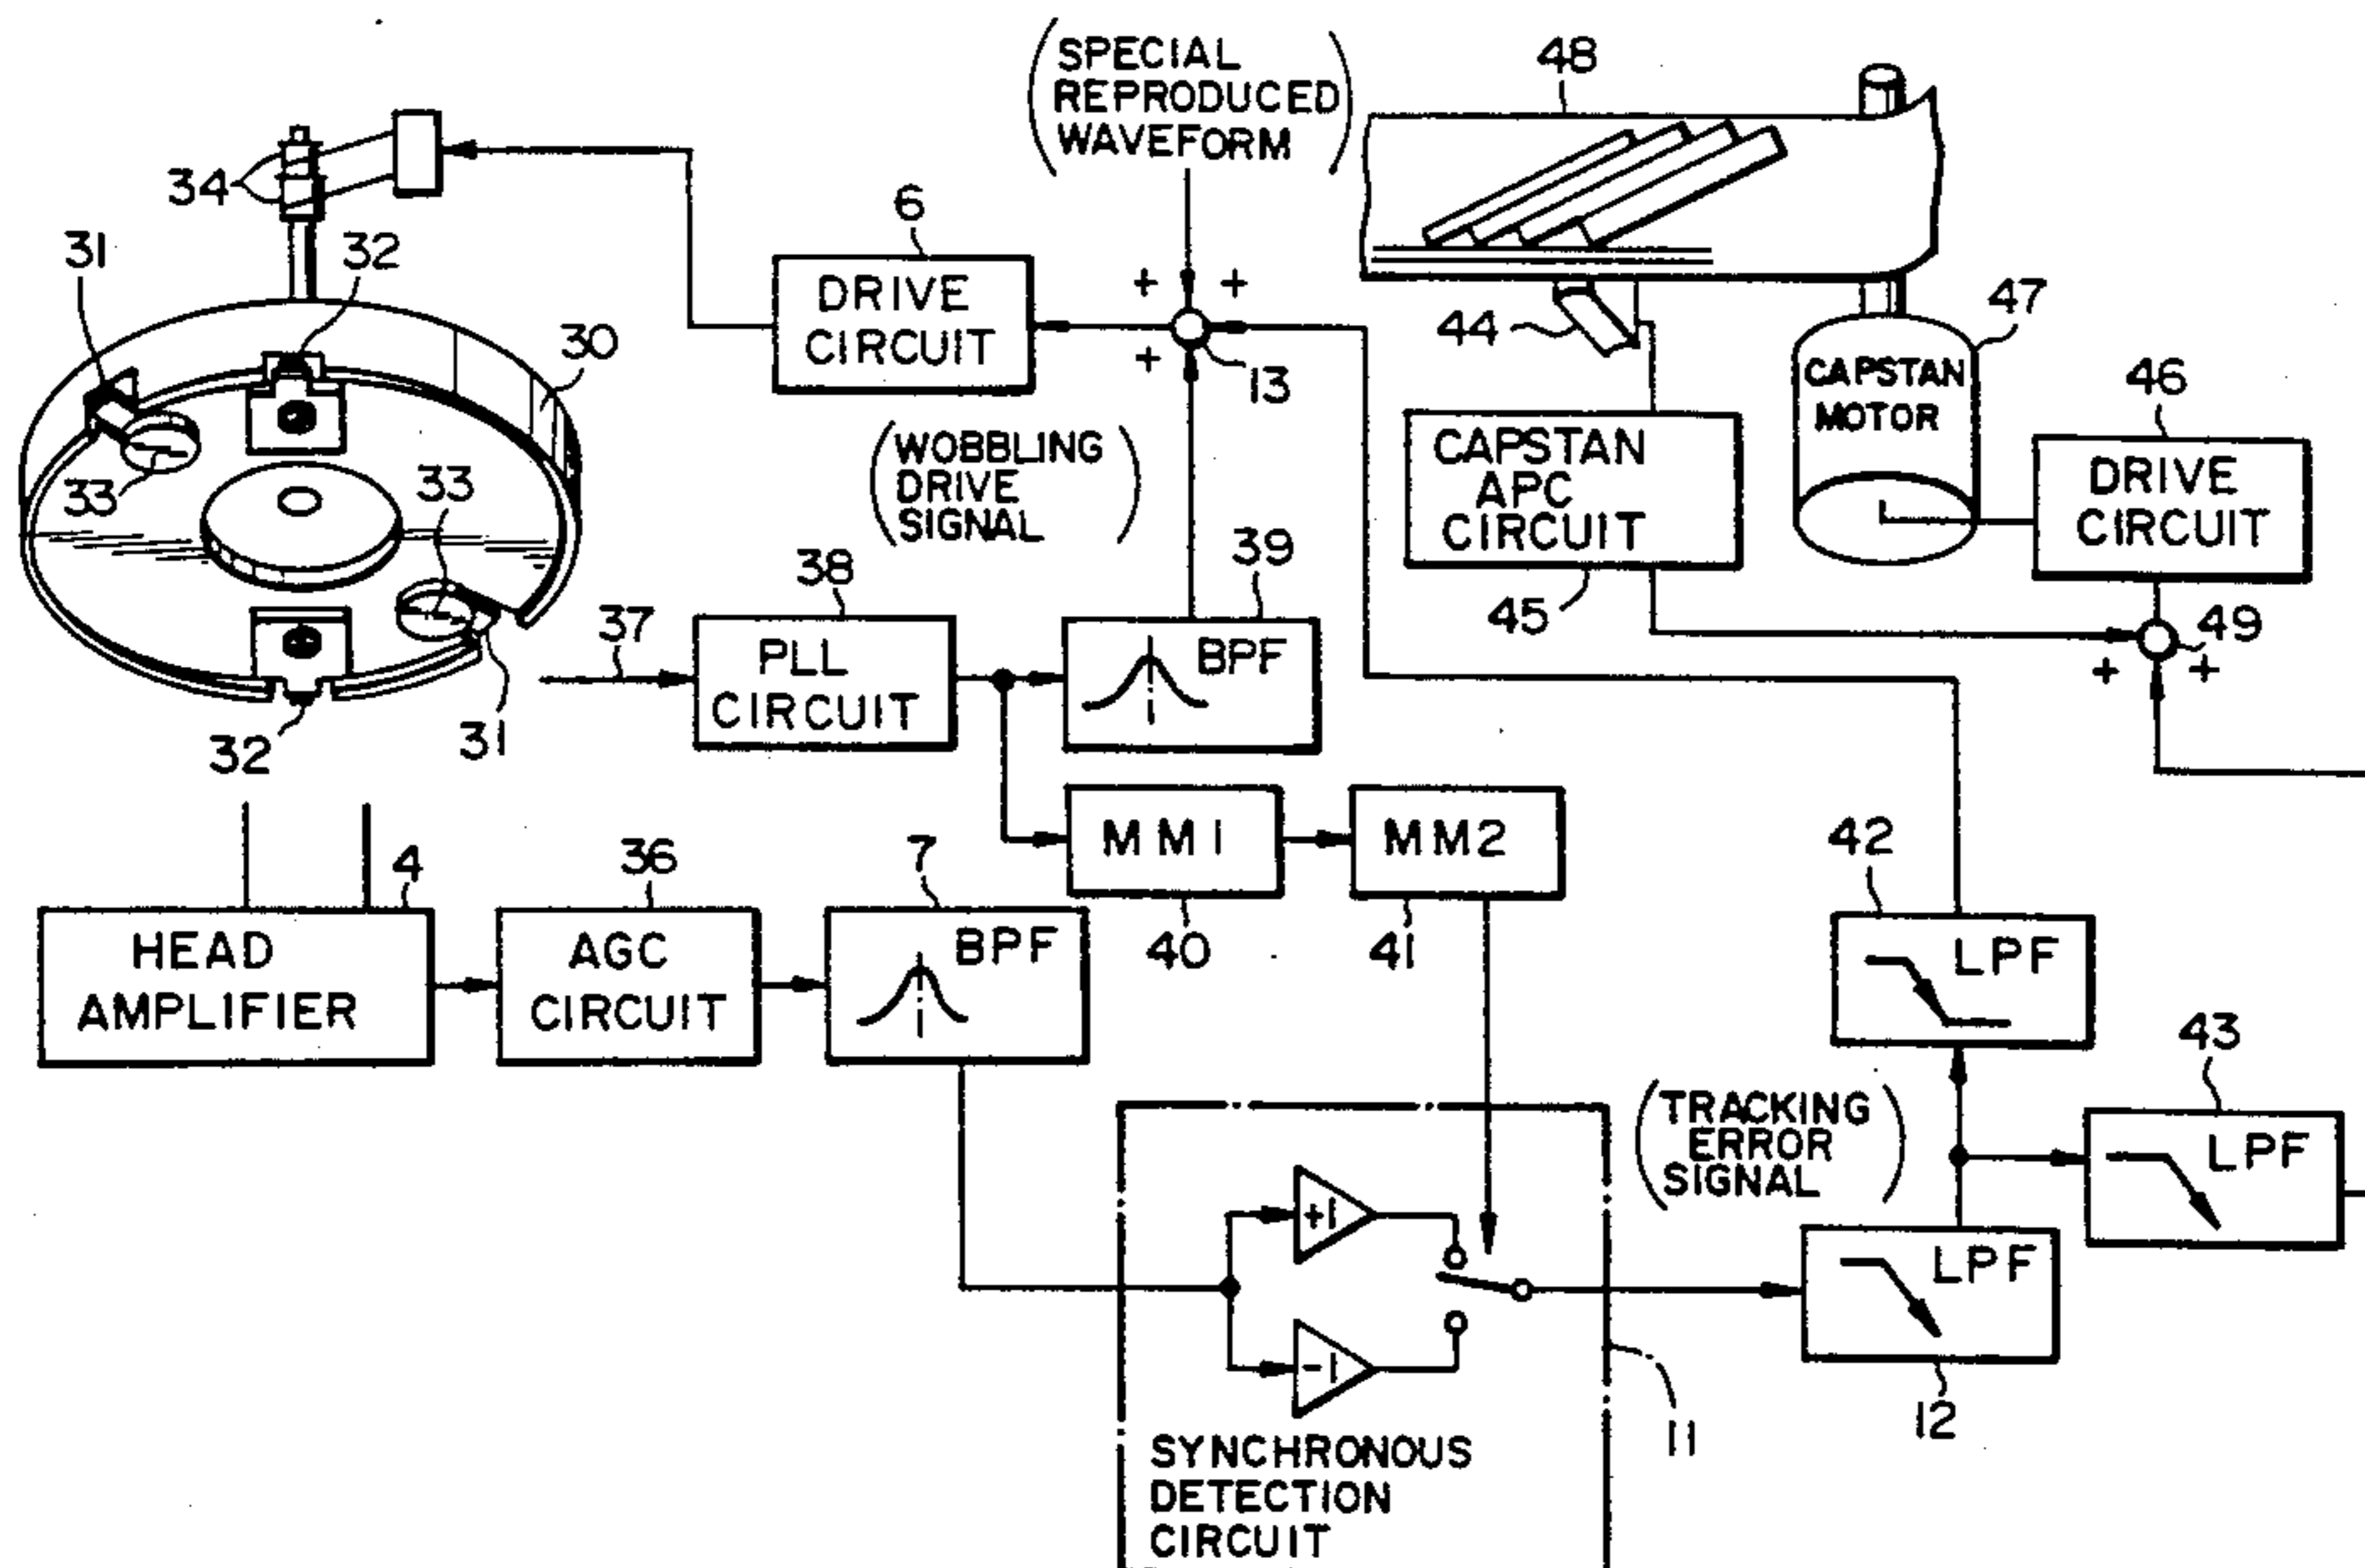 (SPECIAL
REPRODUCED
WAVEFORM)
48
34
6
31
32
DRIVE
CIRCUIT
+ +
+
13
30
44
47
CAPSTAN
MOTOR
46
DRIVE
CIRCUIT
33
33
(WOBBLING
DRIVE
SIGNAL)
CAPSTAN
APC
CIRCUIT
45
49
+ +
38
39
37
PLL
CIRCUIT
BPF
31
32
MM1
MM2
40
41
42
4
36
7
HEAD
AMPLIFIER
AGC
CIRCUIT
BPF
LPF
43
LPF
(TRACKING
ERROR
SIGNAL)
+1
-1
LPF
12
11
SYNCHRONOUS
DETECTION
CIRCUIT